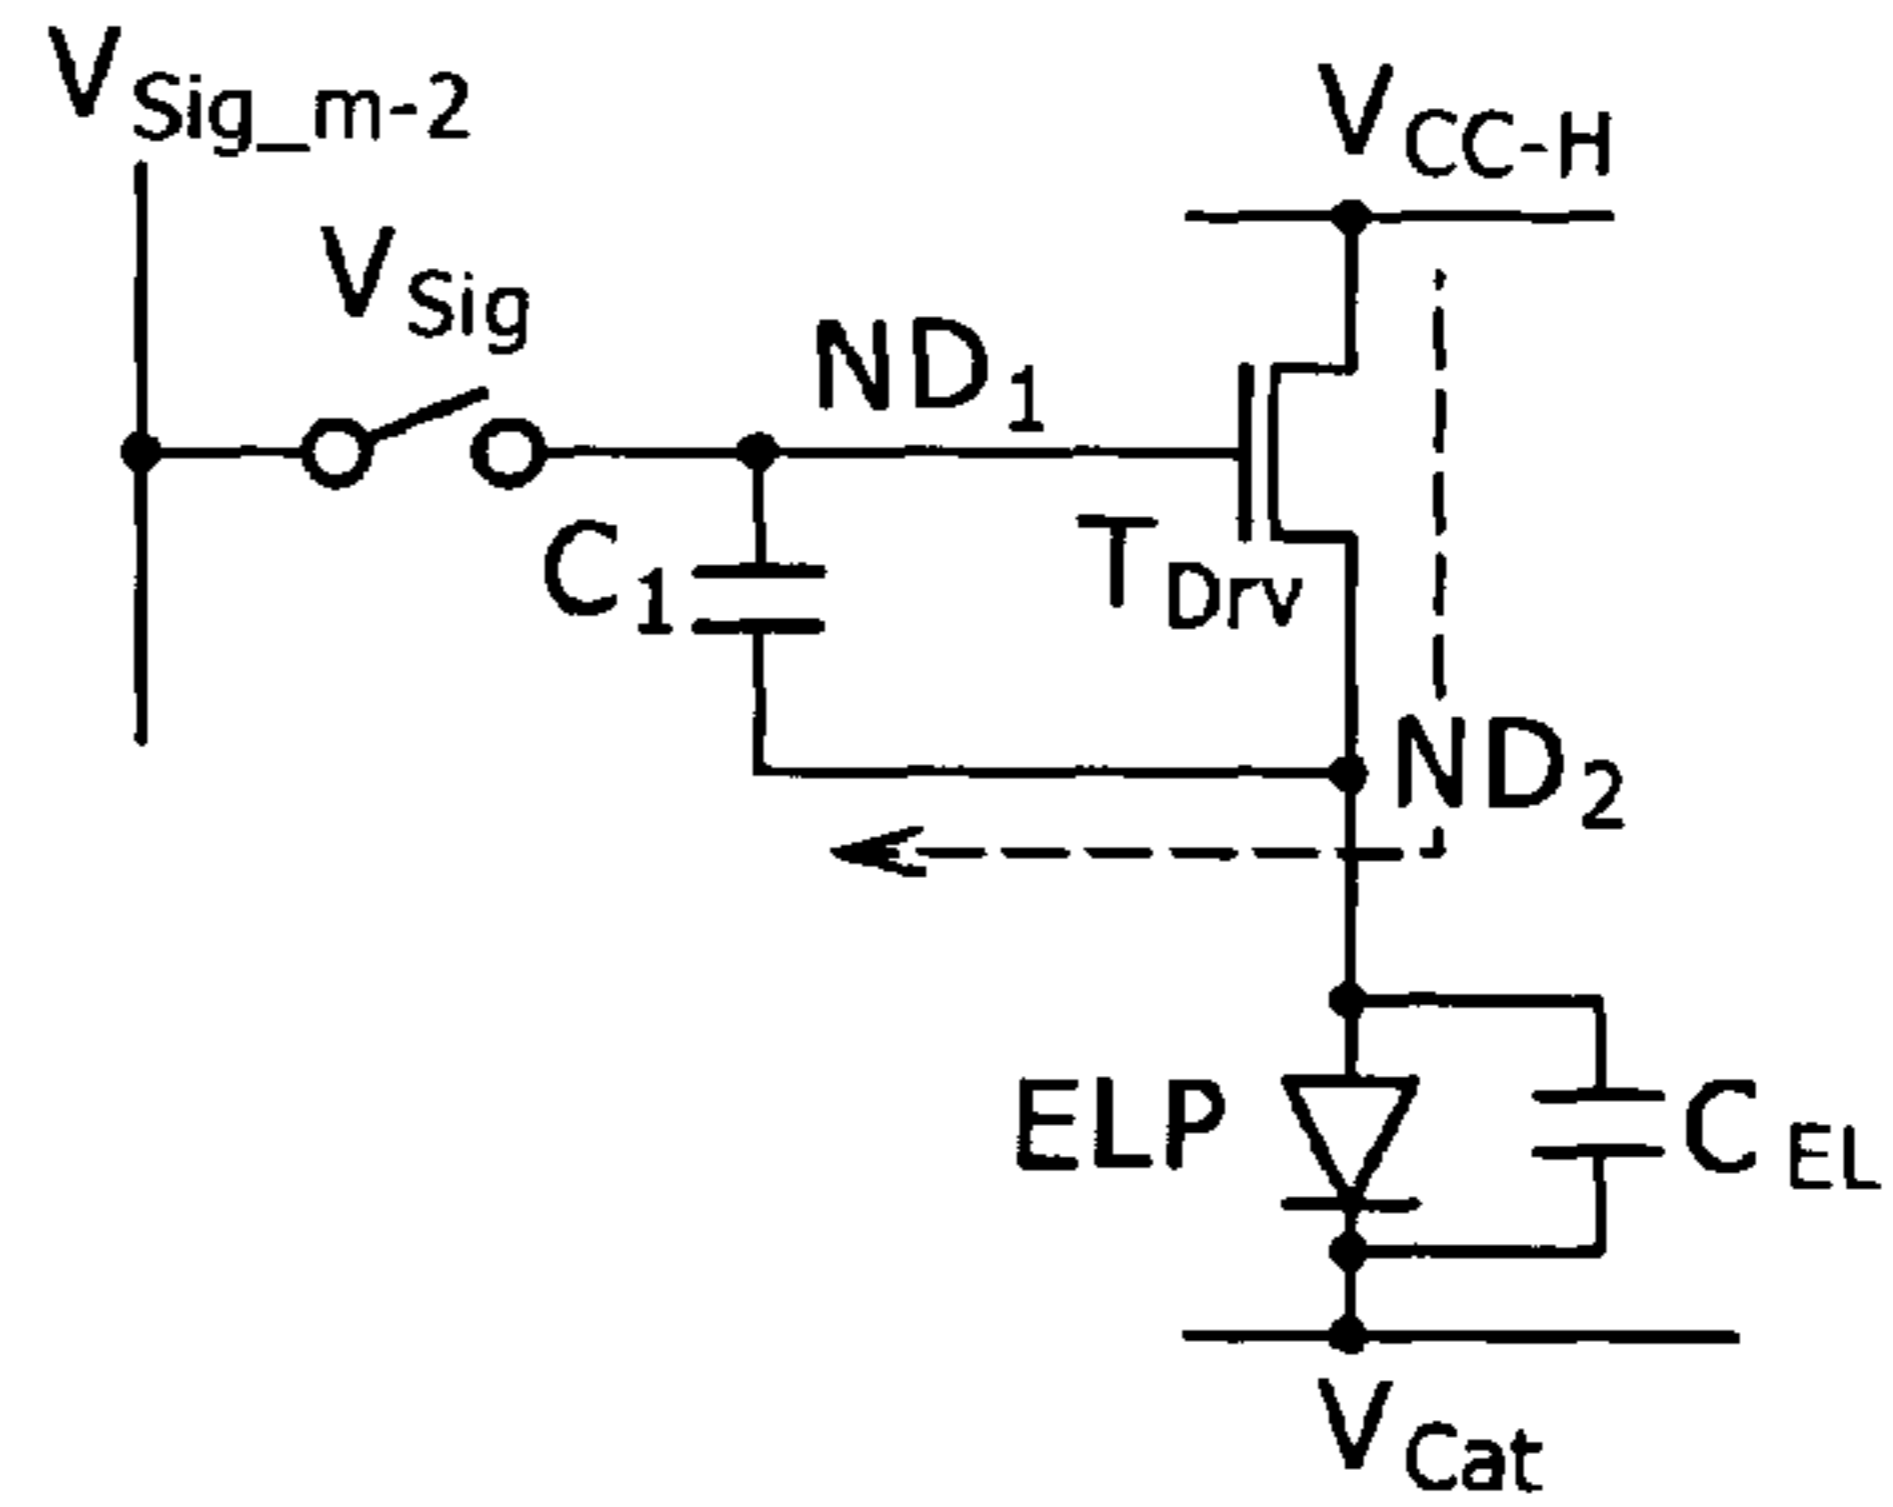 VSig_m-2
VCC-H
VSig
ND1
C1
TDrv
ND2
ELP
CEL
VCat